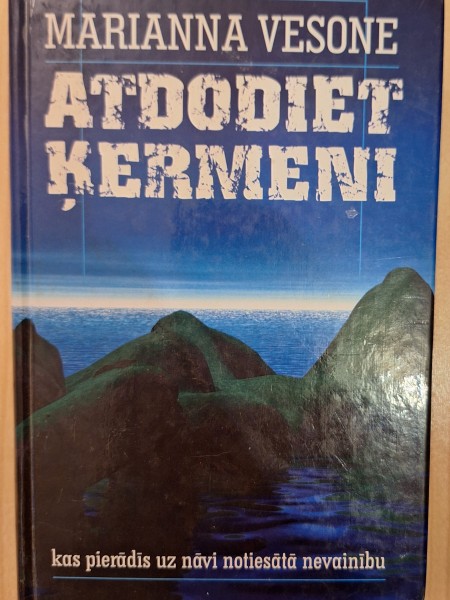 MARIANNA VESONE
ATDODIET
ĶERMENI
kas pierādīs uz nāvi notiesātā nevainību